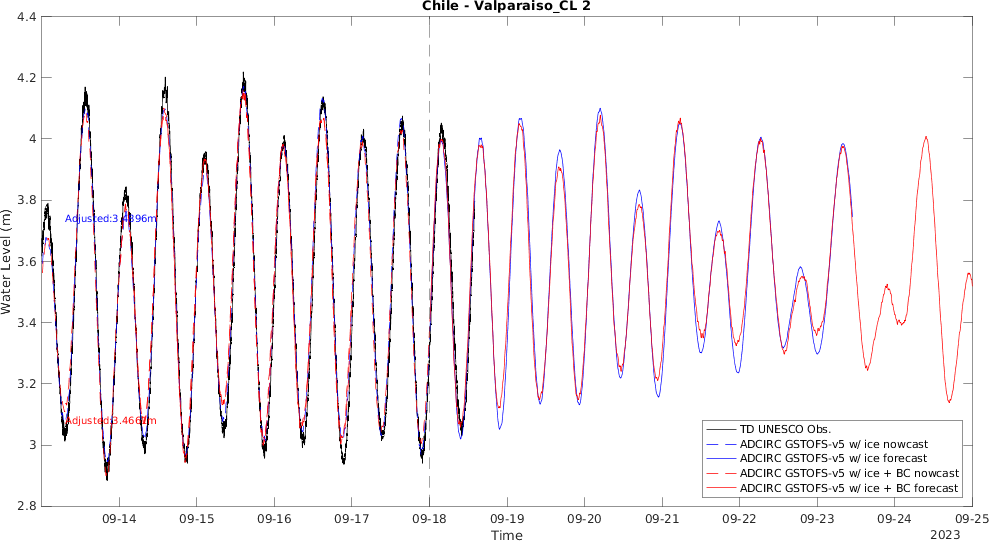 Chile - Valparaiso_CL 2
Water Level (m)
4.4
4.2
4
3.8
3.6
3.4
3.2
3
2.8
Adjusted:3.4896m
TD UNESCO Obs.
ADCIRC GSTOFS-v5 w/ ice nowcast
ADCIRC GSTOFS-v5 w/ ice forecast
ADCIRC GSTOFS-v5 w/ ice + BC nowcast
ADCIRC GSTOFS-v5 w/ ice + BC forecast
09-14
09-15
09-16
09-17
09-18
09-19
09-20
09-21
09-22
09-23
09-24
09-25
Time
2023